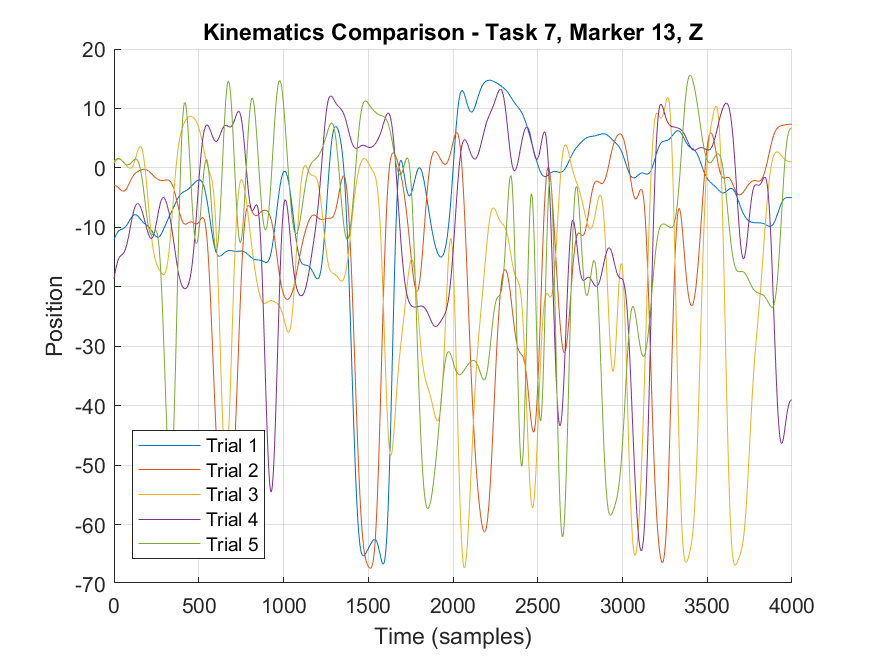 Kinematics Comparison - Task 7, Marker 13, Z
20
10
0
-10
-20
-30
-40
-50
-60
-70
Position
Trial 1
Trial 2
Trial 3
Trial 4
Trial 5
0 500 1000 1500 2000 2500 3000 3500 4000
Time (samples)